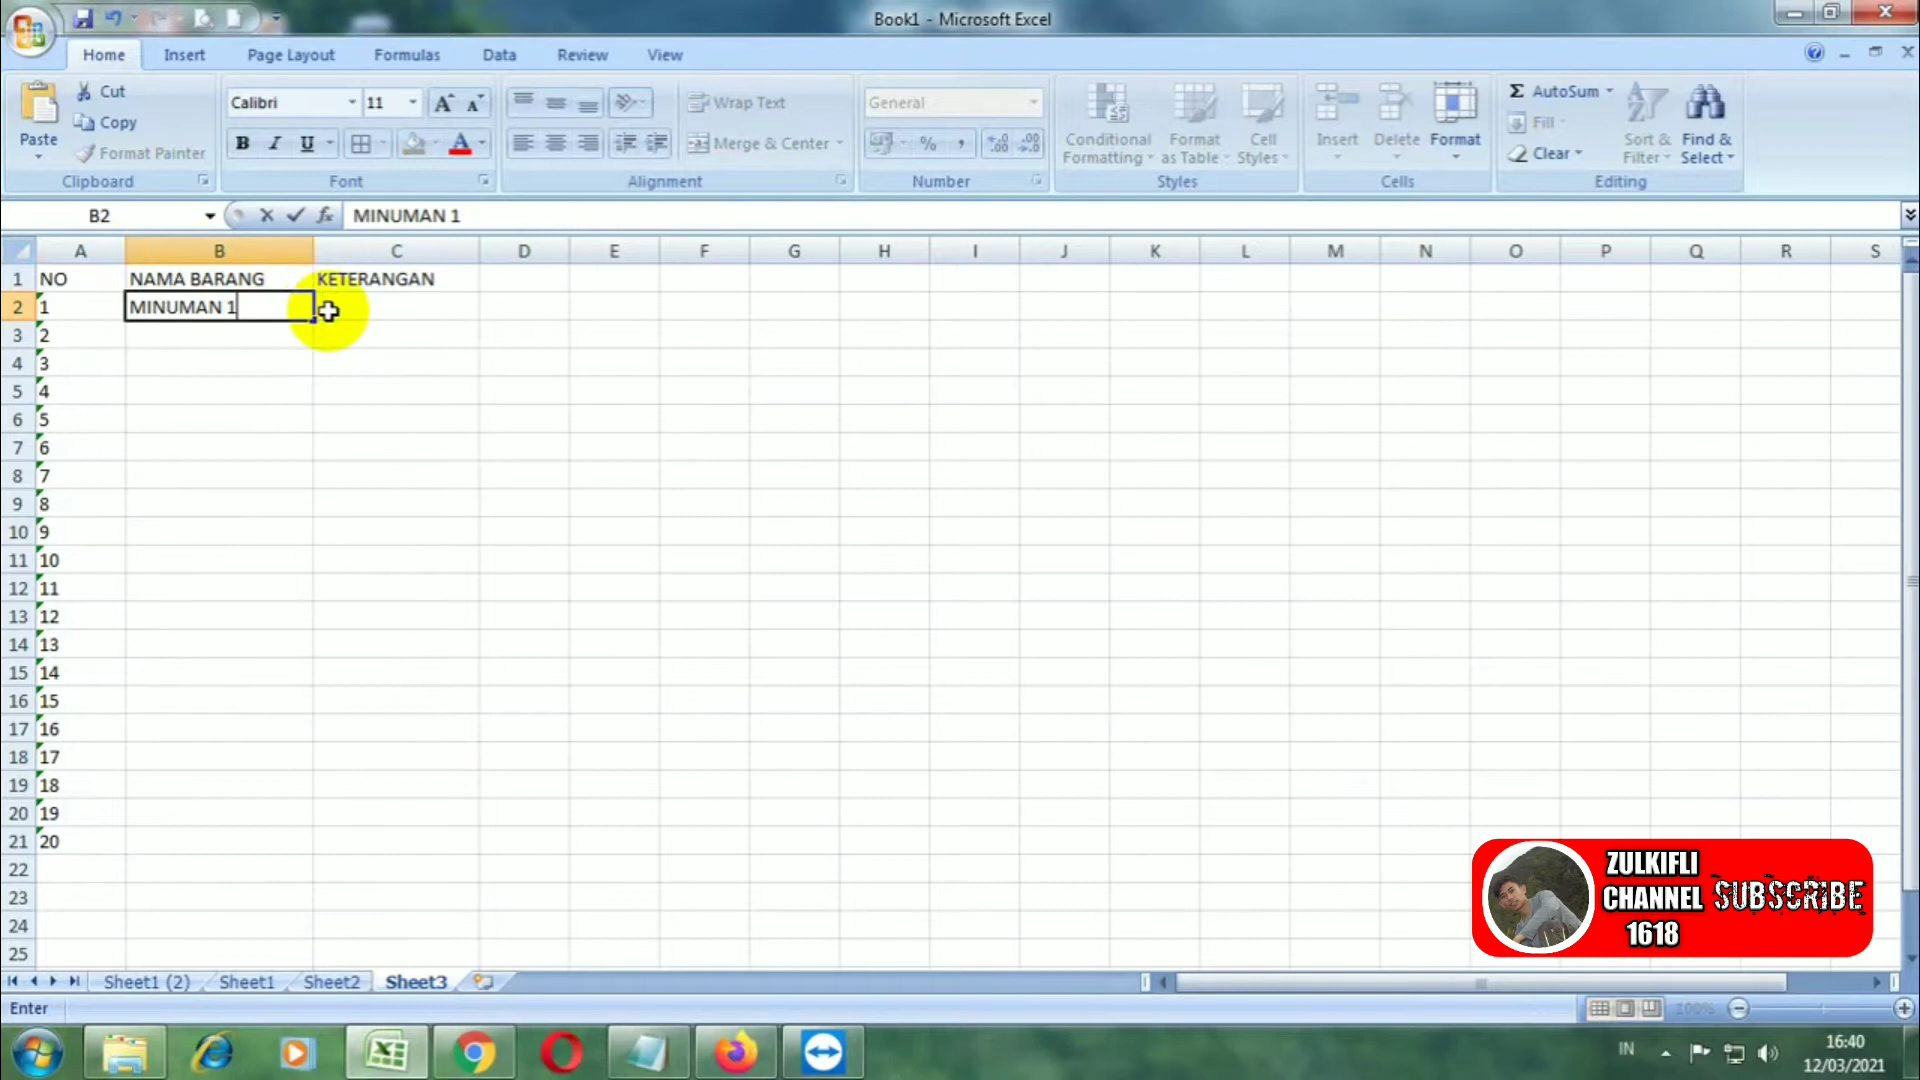 Book1 - Microsoft Excel
Home Insert Page Layout Formulas Data Review View
Paste
Cut
Copy
Format Painter
Clipboard
Calibri 11
B I U
Font
Wrap Text
Merge & Center
Alignment
General
%
Number
Conditional Formatting
Format as Table
Cell Styles
Styles
Insert
Delete
Format
Cells
Σ AutoSum
Fill
Clear
Sort & Filter
Find & Select
Editing
B2 fx MINUMAN 1
A B C D E F G H I J K L M N O P Q R S
1 NO NAMA BARANG KETERANGAN
2 1 MINUMAN 1
3 2
4 3
5 4
6 5
7 6
8 7
9 8
10 9
11 10
12 11
13 12
14 13
15 14
16 15
17 16
18 17
19 18
20 19
21 20
22
23
24
25
ZULKIFLI
CHANNEL
1618
SUBSCRIBE
Sheet1 (2) Sheet1 Sheet2 Sheet3
Enter
100%
IN
16:40
12/03/2021